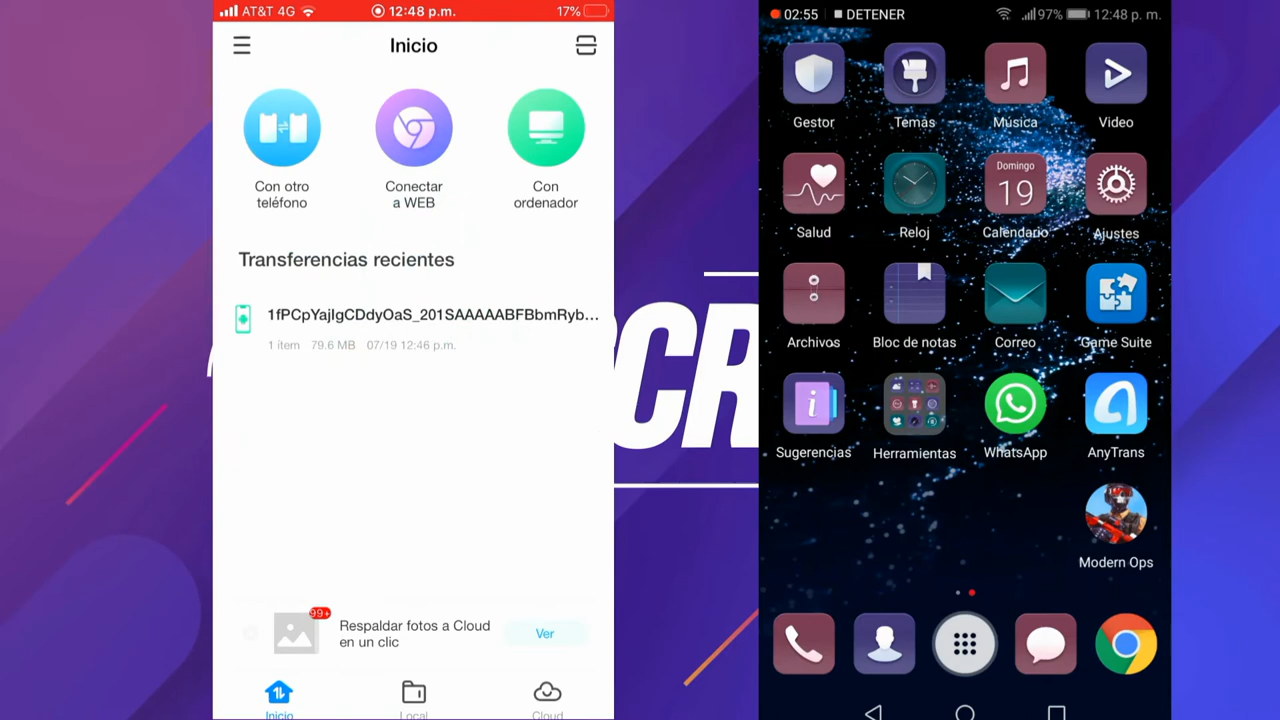 AT&T 4G 12:48 p.m. 17%
Inicio
Con otro
teléfono
Conectar
a WEB
Con
ordenador
Transferencias recientes
1fPCpYajlgCDdyOaS_201SAAAAABFBbmRyb...
1 ítem 79.6 MB 07/19 12:46 p.m.
99+
Respaldar fotos a Cloud
en un clic
Ver
Inicio
Local
Cloud
CR
02:55 DETENER 97% 12:48 p. m.
Gestor Temas Música Video
Domingo
19
Salud Reloj Calendario Ajustes
Archivos Bloc de notas Correo Game Suite
Sugerencias Herramientas WhatsApp AnyTrans
Modern Ops